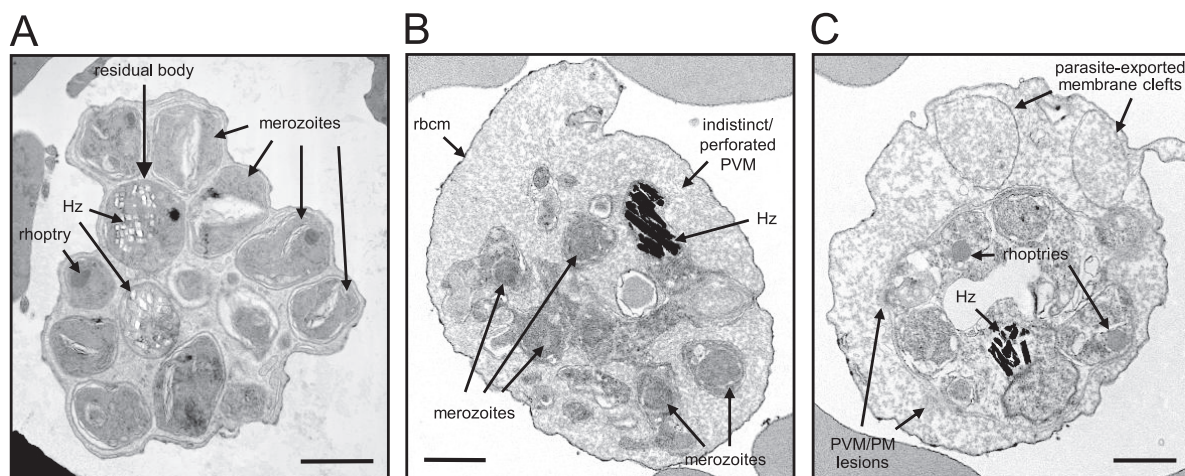 A
residual body
merozoites
Hz
rhoptry
B
rbcm
indistinct/
perforated
PVM
Hz
merozoites
merozoites
C
parasite-exported
membrane clefts
rhoptries
Hz
PVM/PM
lesions